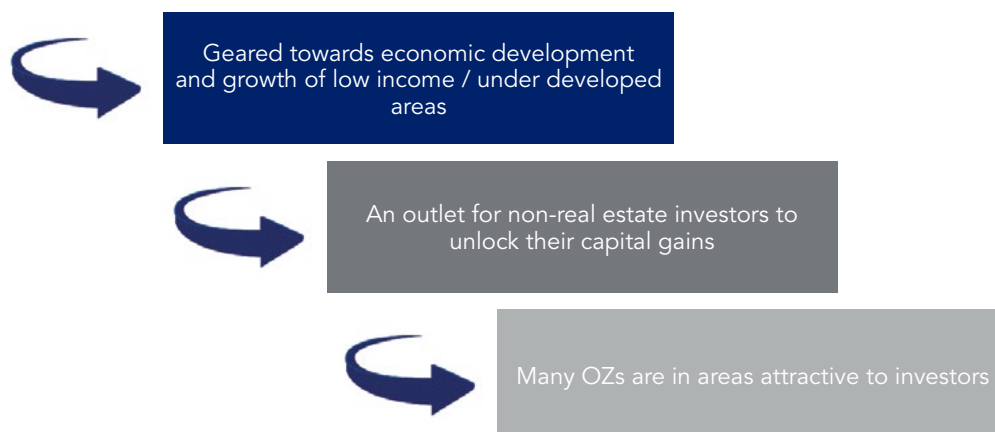 Geared towards economic development
and growth of low income / under developed
areas
An outlet for non-real estate investors to
unlock their capital gains
Many OZs are in areas attractive to investors